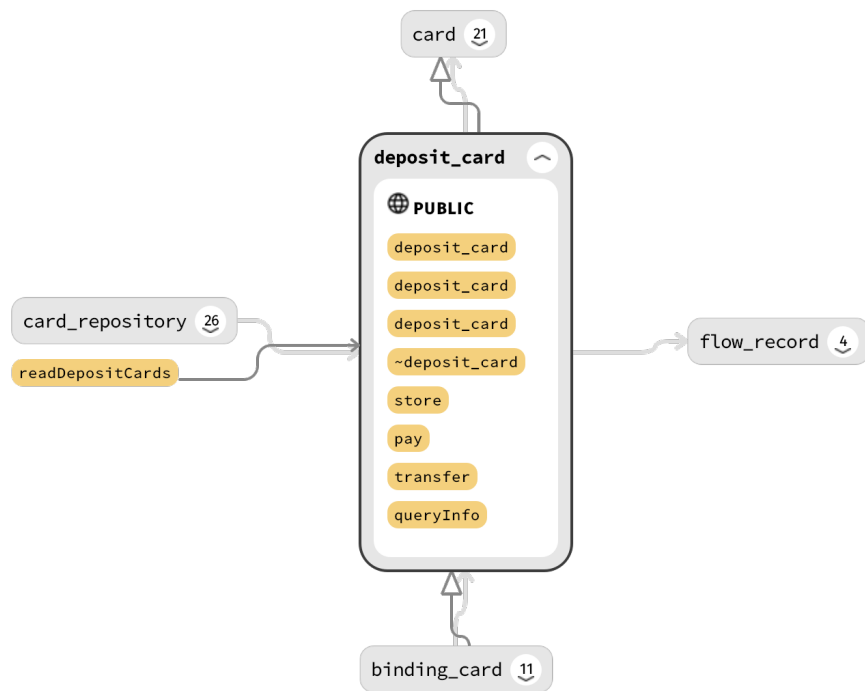 card 21
deposit_card
PUBLIC
deposit_card
deposit_card
deposit_card
~deposit_card
store
pay
transfer
queryInfo
card_repository 26
readDepositCards
flow_record 4
binding_card 11